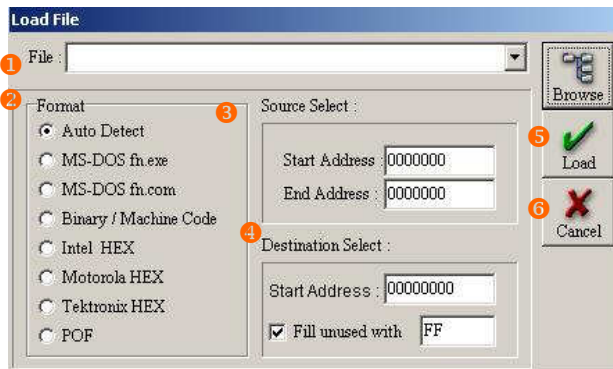 Load File
1 File :
Browse
2 Format
Auto Detect
MS-DOS fn.exe
MS-DOS fn.com
Binary / Machine Code
Intel HEX
Motorola HEX
Tektronix HEX
POF
3 Source Select :
Start Address : 0000000
End Address : 0000000
4 Destination Select :
Start Address : 00000000
Fill unused with FF
5 Load
6 Cancel